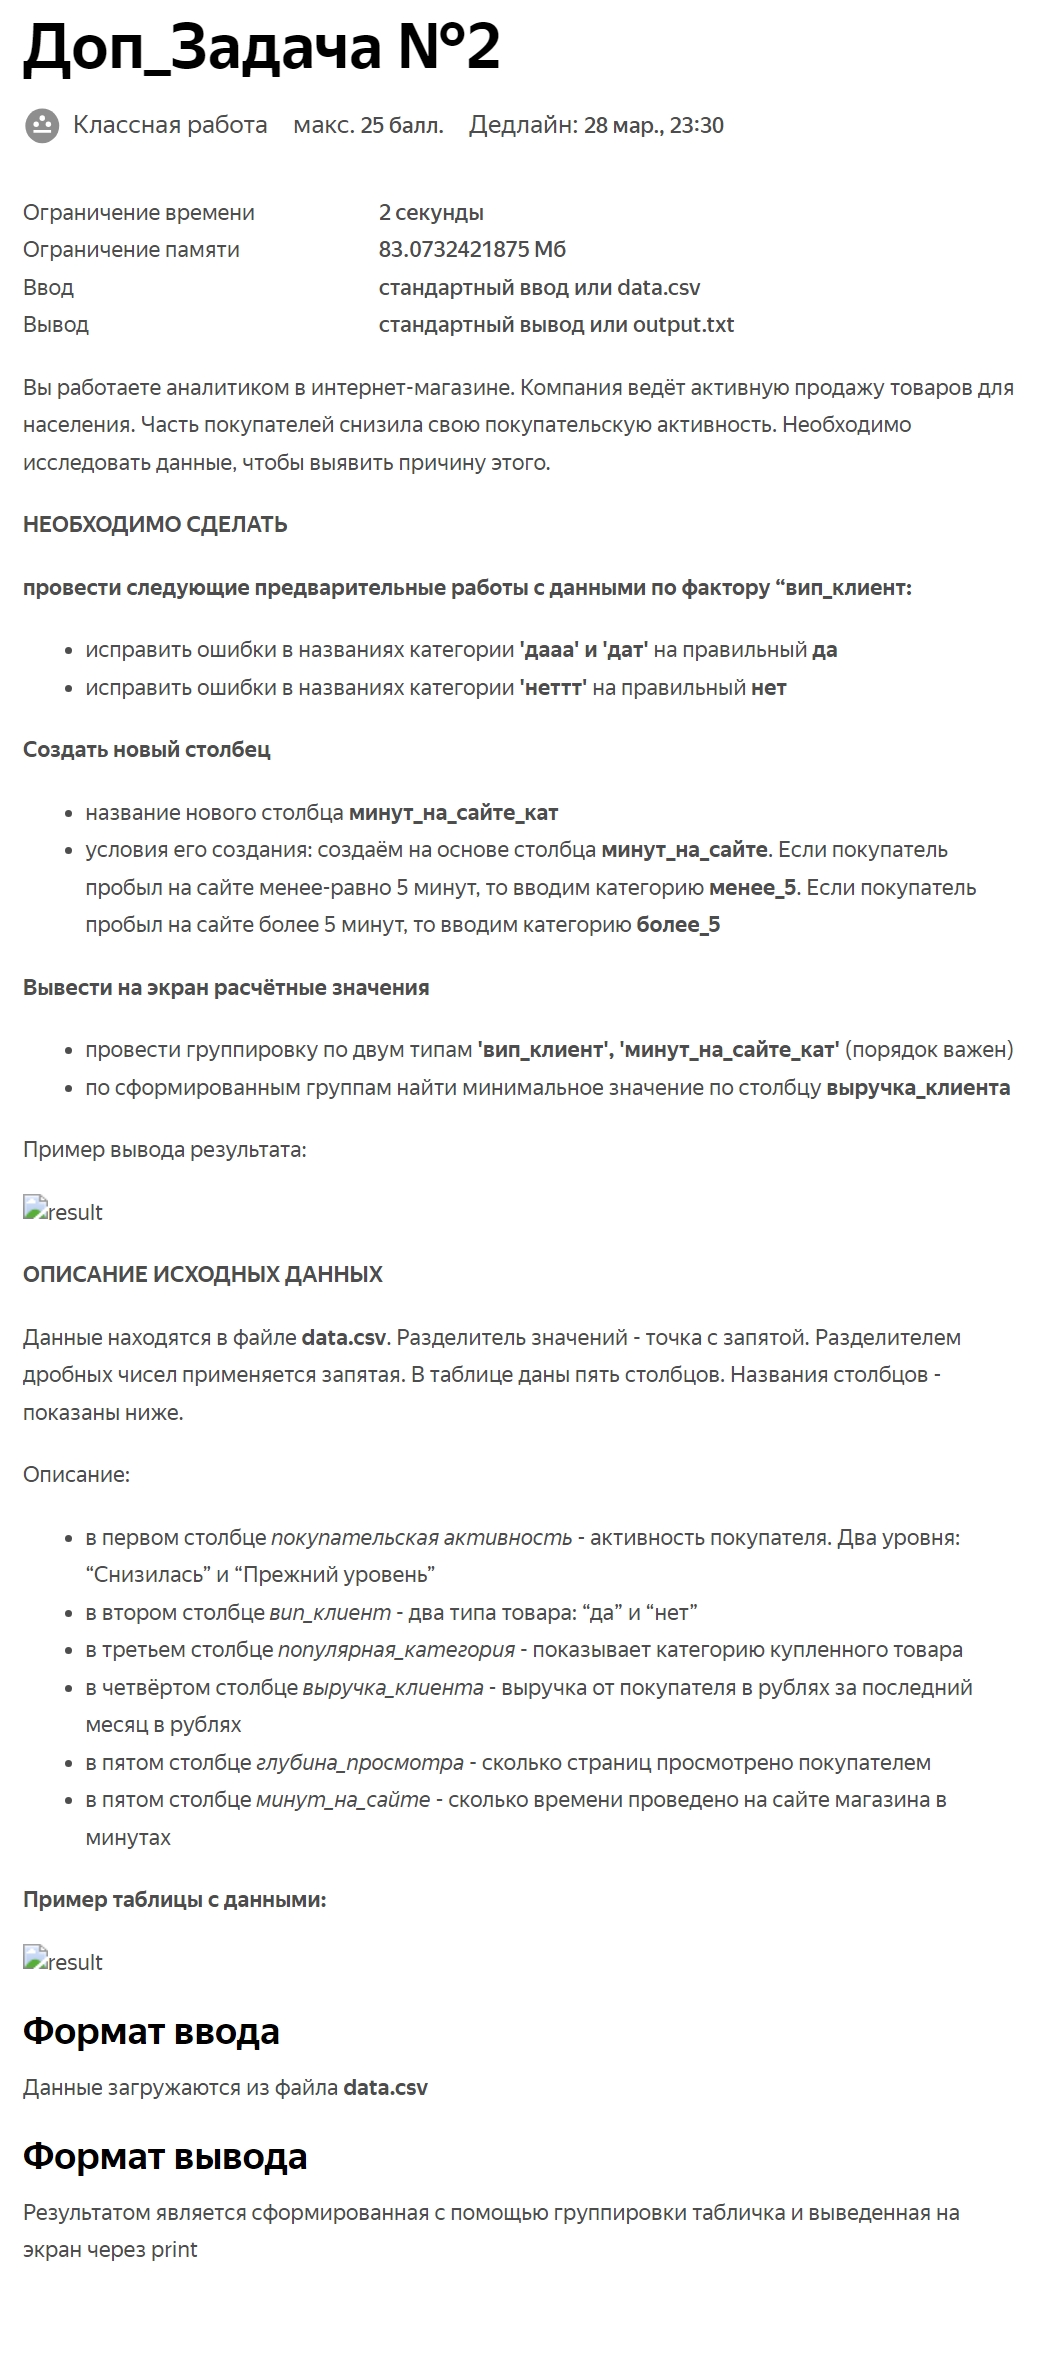 Доп_Задача №2
Классная работа макс. 25 балл. Дедлайн: 28 мар., 23:30
Ограничение времени 2 секунды
Ограничение памяти 83.0732421875 Мб
Ввод стандартный ввод или data.csv
Вывод стандартный вывод или output.txt
Вы работаете аналитиком в интернет-магазине. Компания ведёт активную продажу товаров для
населения. Часть покупателей снизила свою покупательскую активность. Необходимо
исследовать данные, чтобы выявить причину этого.
НЕОБХОДИМО СДЕЛАТЬ
провести следующие предварительные работы с данными по фактору “вип_клиент:
• исправить ошибки в названиях категории 'дааа' и 'дат' на правильный да
• исправить ошибки в названиях категории 'неттт' на правильный нет
Создать новый столбец
• название нового столбца минут_на_сайте_кат
• условия его создания: создаём на основе столбца минут_на_сайте. Если покупатель
пробыл на сайте менее-равно 5 минут, то вводим категорию менее_5. Если покупатель
пробыл на сайте более 5 минут, то вводим категорию более_5
Вывести на экран расчётные значения
• провести группировку по двум типам 'вип_клиент', 'минут_на_сайте_кат' (порядок важен)
• по сформированным группам найти минимальное значение по столбцу выручка_клиента
Пример вывода результата:
result
ОПИСАНИЕ ИСХОДНЫХ ДАННЫХ
Данные находятся в файле data.csv. Разделитель значений - точка с запятой. Разделителем
дробных чисел применяется запятая. В таблице даны пять столбцов. Названия столбцов -
показаны ниже.
Описание:
• в первом столбце покупательская активность - активность покупателя. Два уровня:
“Снизилась” и “Прежний уровень”
• в втором столбце вип_клиент - два типа товара: “да” и “нет”
• в третьем столбце популярная_категория - показывает категорию купленного товара
• в четвёртом столбце выручка_клиента - выручка от покупателя в рублях за последний
месяц в рублях
• в пятом столбце глубина_просмотра - сколько страниц просмотрено покупателем
• в пятом столбце минут_на_сайте - сколько времени проведено на сайте магазина в
минутах
Пример таблицы с данными:
result
Формат ввода
Данные загружаются из файла data.csv
Формат вывода
Результатом является сформированная с помощью группировки табличка и выведенная на
экран через print